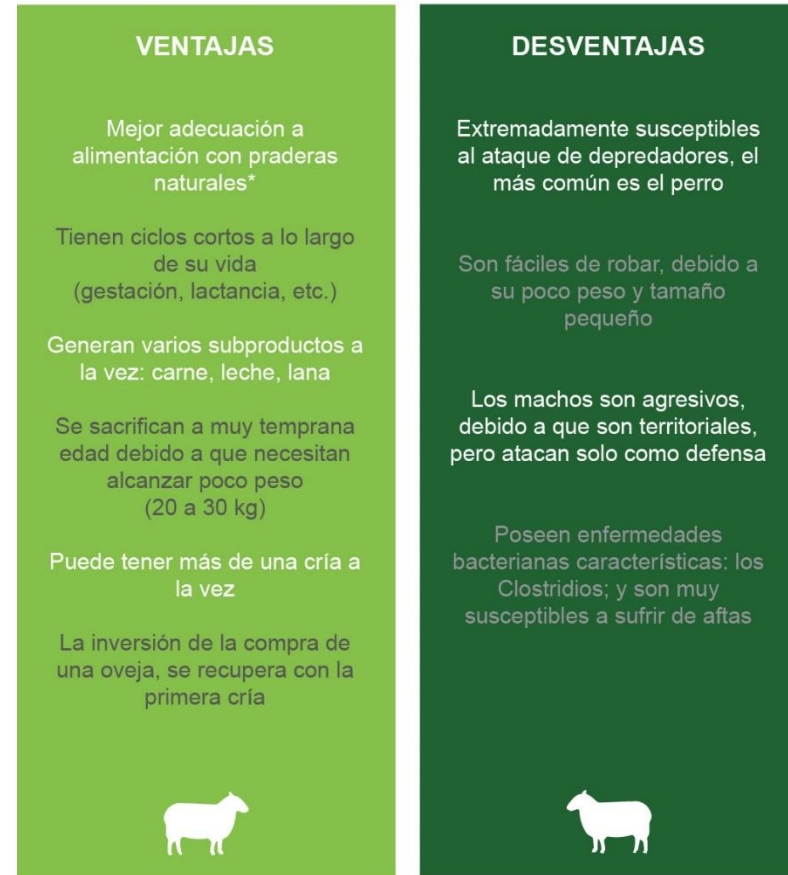 VENTAJAS
Mejor adecuación a
alimentación con praderas
naturales*
Tienen ciclos cortos a lo largo
de su vida
(gestación, lactancia, etc.)
Generan varios subproductos a
la vez: carne, leche, lana
Se sacrifican a muy temprana
edad debido a que necesitan
alcanzar poco peso
(20 a 30 kg)
Puede tener más de una cría a
la vez
La inversión de la compra de
una oveja, se recupera con la
primera cría
DESVENTAJAS
Extremadamente susceptibles
al ataque de depredadores, el
más común es el perro
Son fáciles de robar, debido a
su poco peso y tamaño
pequeño
Los machos son agresivos,
debido a que son territoriales,
pero atacan solo como defensa
Poseen enfermedades
bacterianas características: los
Clostridios; y son muy
susceptibles a sufrir de aftas